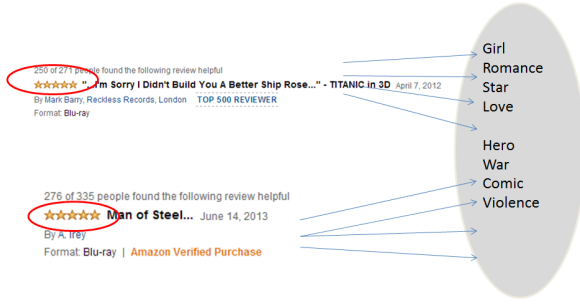 250 of 271 people found the following review helpful
"...I'm Sorry I Didn't Build You A Better Ship Rose..." - TITANIC in 3D April 7, 2012
By Mark Barry, Reckless Records, London TOP 500 REVIEWER
Format: Blu-ray
276 of 335 people found the following review helpful
Man of Steel... June 14, 2013
By A. Irey
Format: Blu-ray | Amazon Verified Purchase
Girl
Romance
Star
Love
Hero
War
Comic
Violence